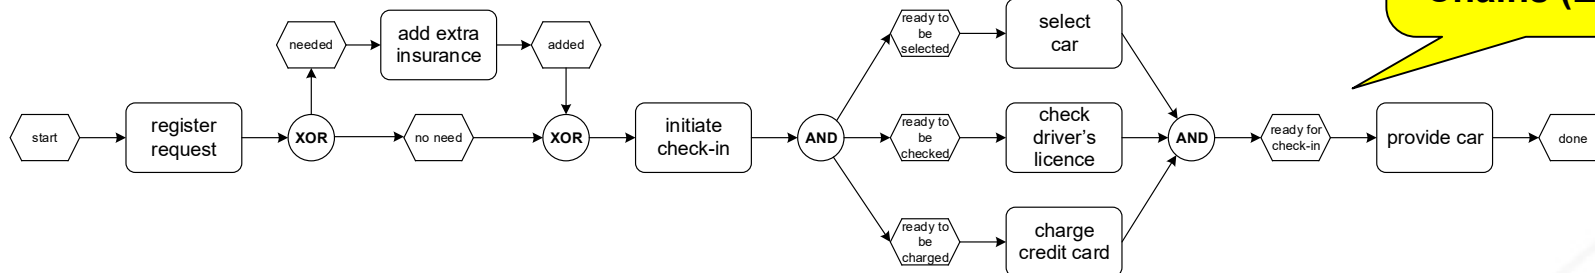 Chains (E
ready to
be
selected
select
car
needed
add extra
insurance
added
start
register
request
XOR
no need
XOR
initiate
check-in
AND
ready to
be
checked
check
driver's
licence
AND
ready for
check-in
provide car
done
ready to
be
charged
charge
credit card